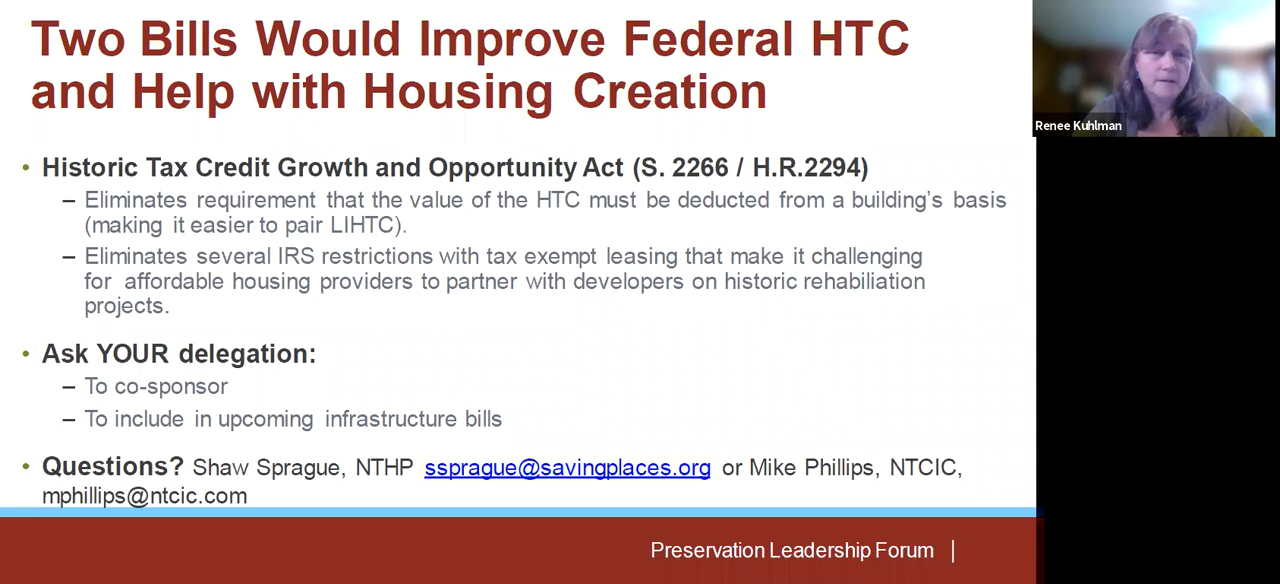 Two Bills Would Improve Federal HTC
and Help with Housing Creation
Renee Kuhlman
• Historic Tax Credit Growth and Opportunity Act (S. 2266 / H.R.2294)
– Eliminates requirement that the value of the HTC must be deducted from a building's basis
(making it easier to pair LIHTC).
– Eliminates several IRS restrictions with tax exempt leasing that make it challenging
for affordable housing providers to partner with developers on historic rehabiliation
projects.
• Ask YOUR delegation:
– To co-sponsor
– To include in upcoming infrastructure bills
• Questions? Shaw Sprague, NTHP ssprague@savingplaces.org or Mike Phillips, NTCIC,
mphillips@ntcic.com
Preservation Leadership Forum |